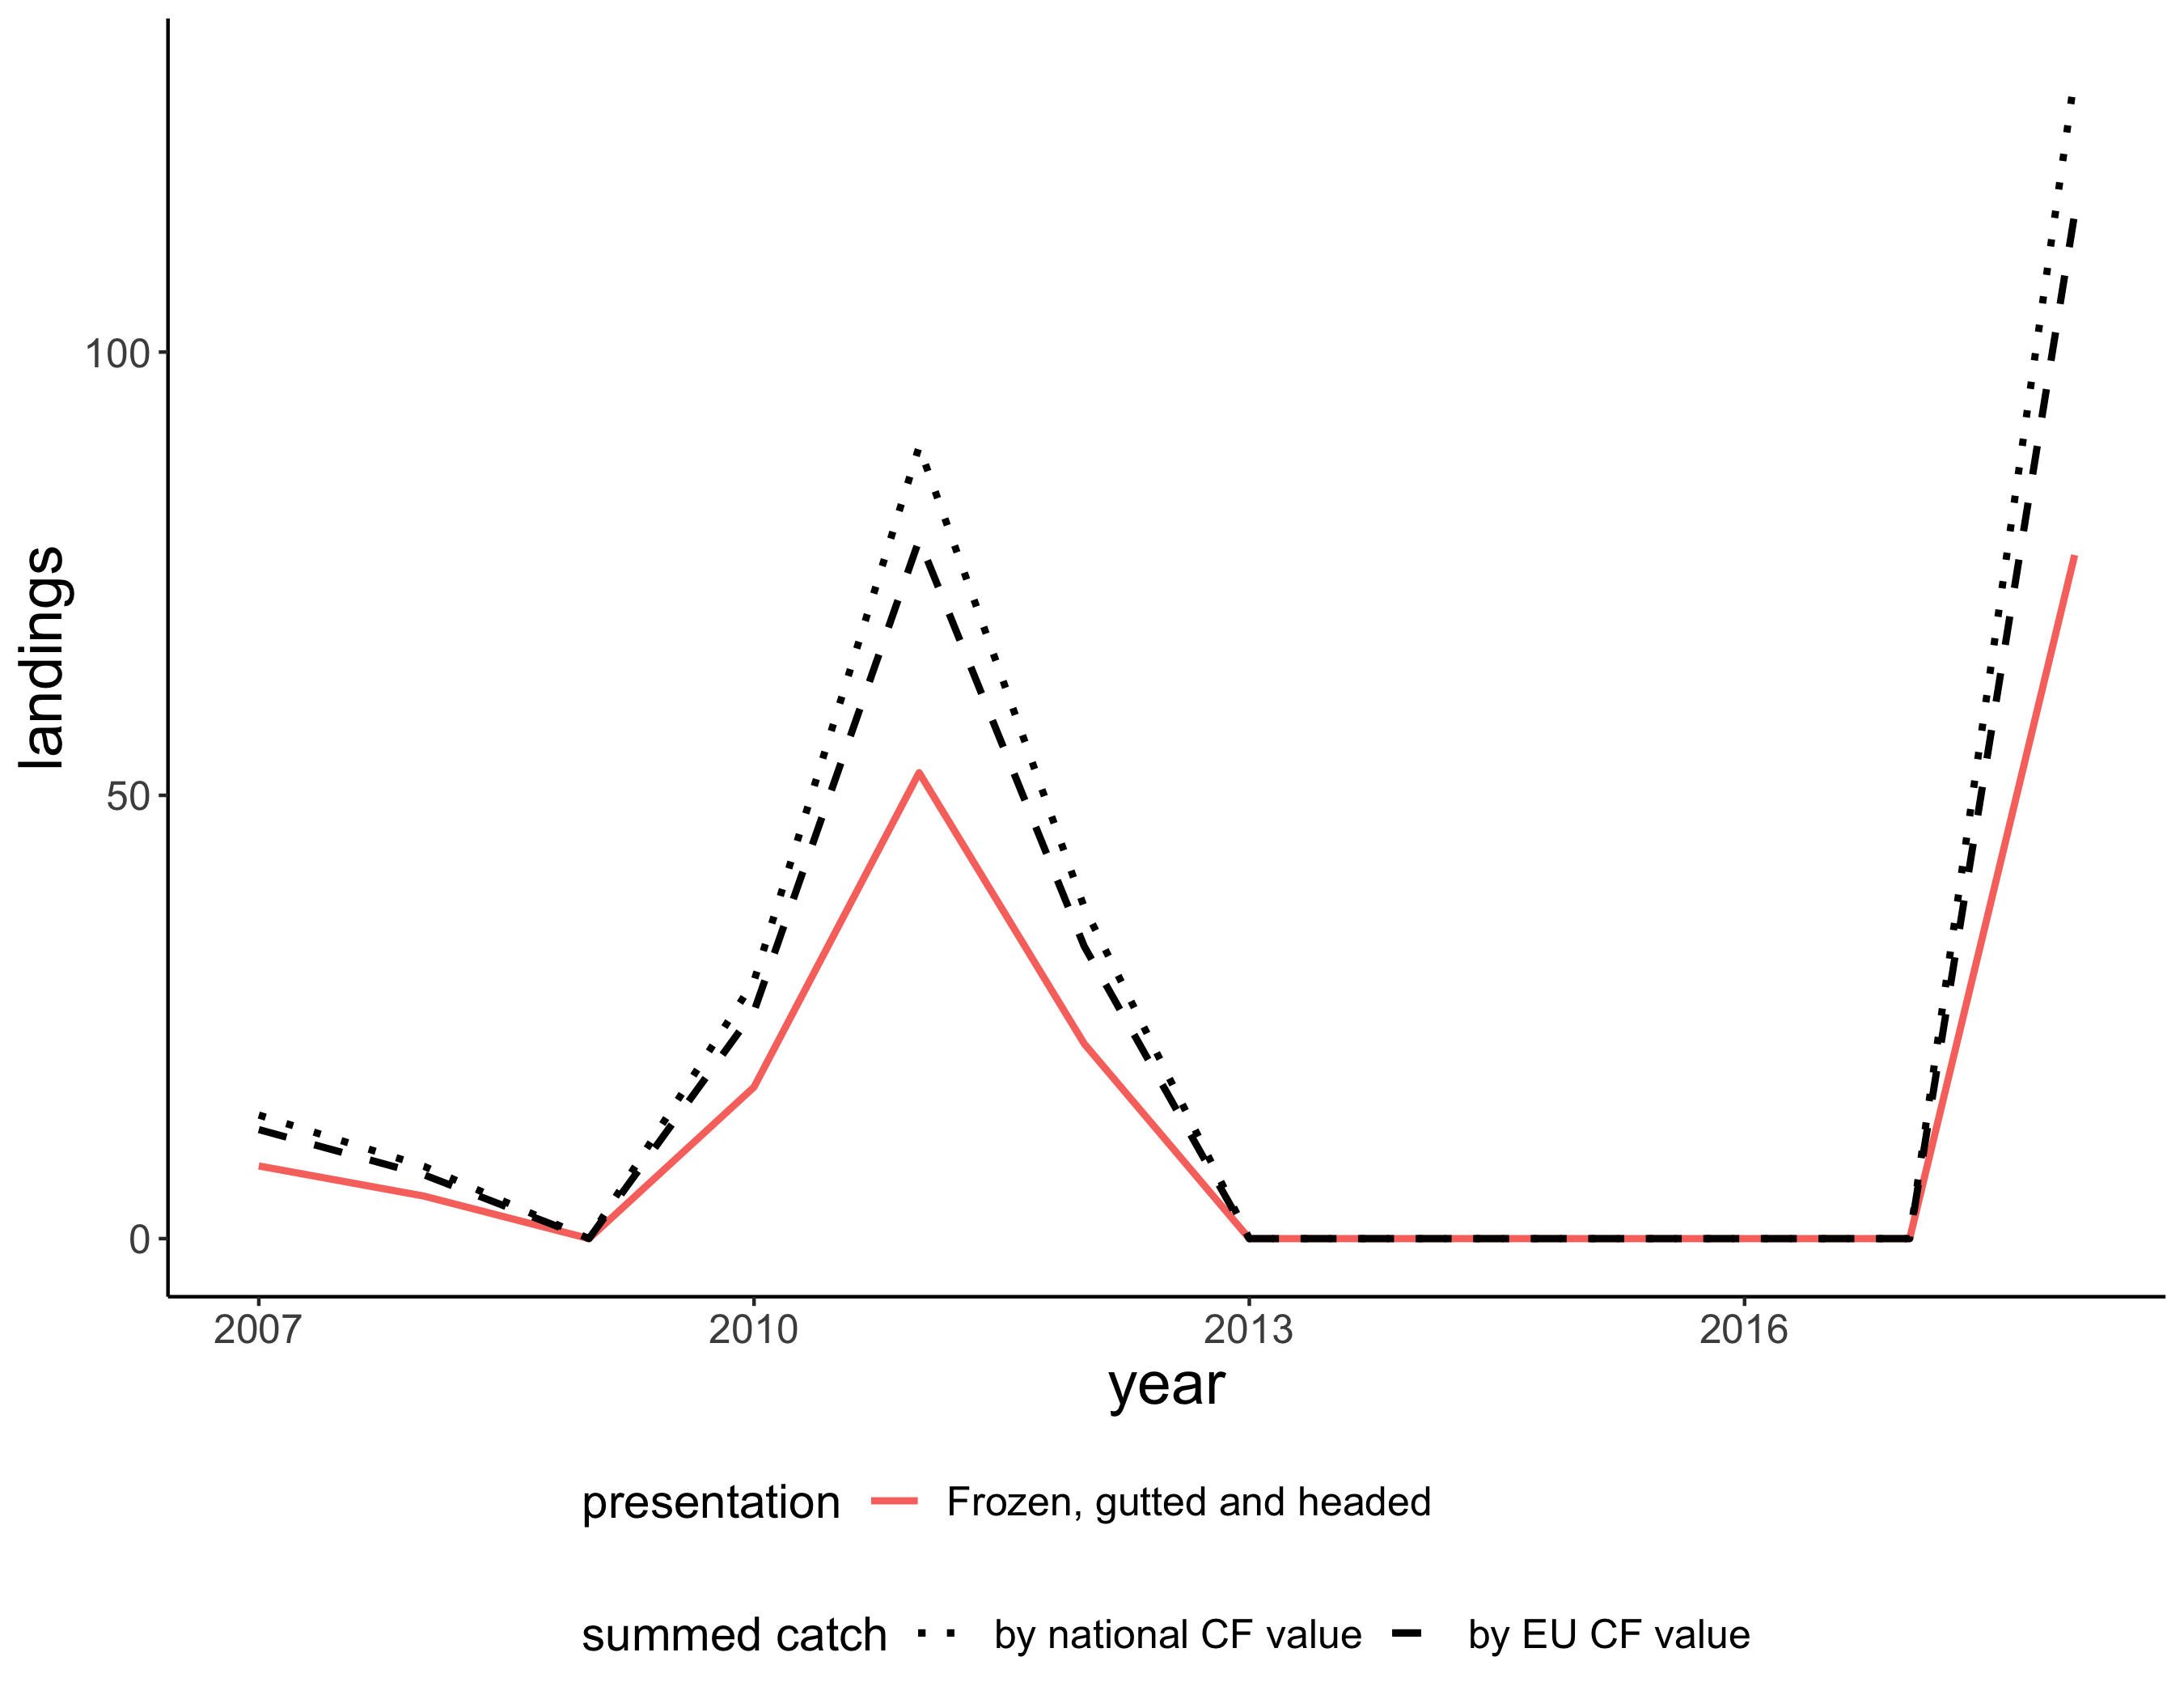 landings
100
50
0
2007 2010 2013 2016
year
presentation Frozen, gutted and headed
summed catch by national CF value by EU CF value